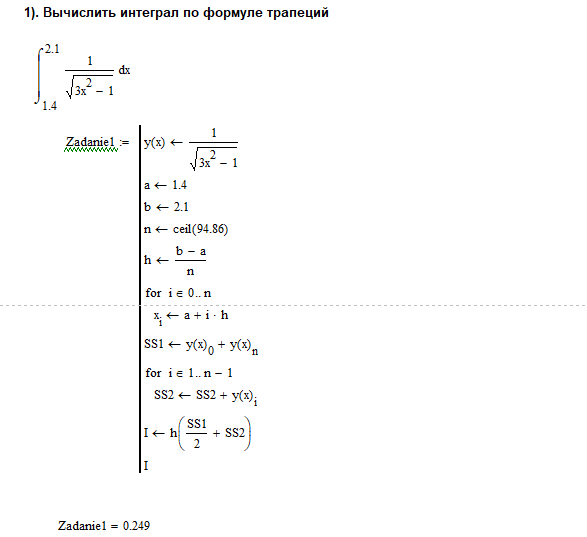 1). Вычислить интеграл по формуле трапеций
∫_{1.4}^{2.1} 1/√(3x² − 1) dx
Zadanie1 := y(x) ← 1/√(3x² − 1)
a ← 1.4
b ← 2.1
n ← ceil(94.86)
h ← (b − a)/n
for i ∈ 0.. n
x_i ← a + i · h
SS1 ← y(x)_0 + y(x)_n
for i ∈ 1.. n − 1
SS2 ← SS2 + y(x)_i
I ← h(SS1/2 + SS2)
I
Zadanie1 = 0.249